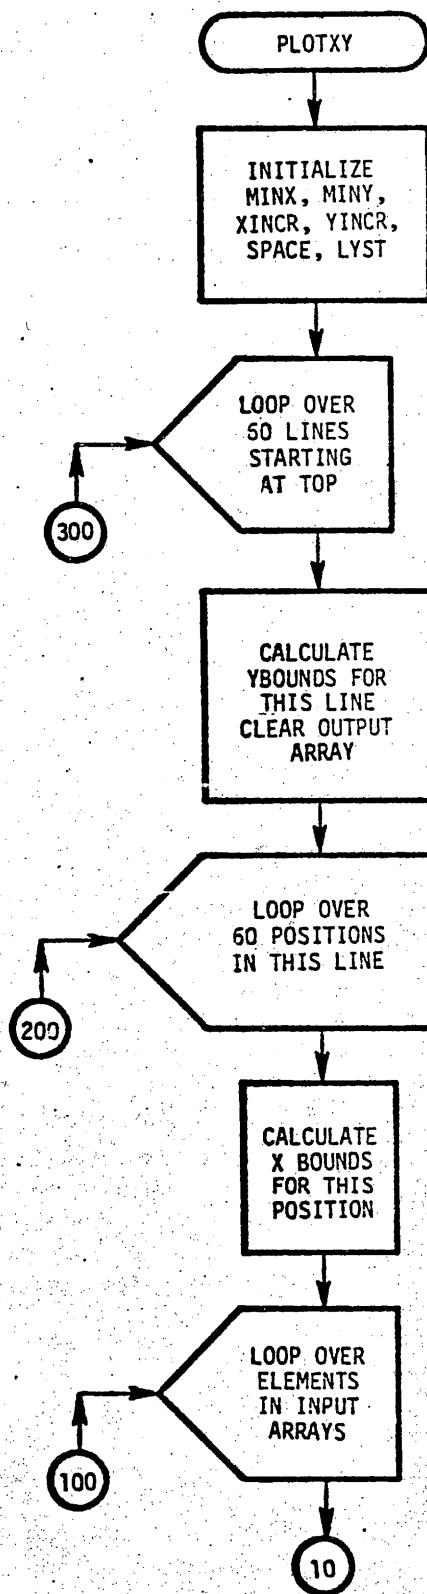 PLOTXY
INITIALIZE
MINX, MINY,
XINCR, YINCR,
SPACE, LYST
LOOP OVER
60 LINES
STARTING
AT TOP
300
CALCULATE
YBOUNDS FOR
THIS LINE
CLEAR OUTPUT
ARRAY
LOOP OVER
60 POSITIONS
IN THIS LINE
200
CALCULATE
X BOUNDS
FOR THIS
POSITION
LOOP OVER
ELEMENTS
IN INPUT
ARRAYS
100
10